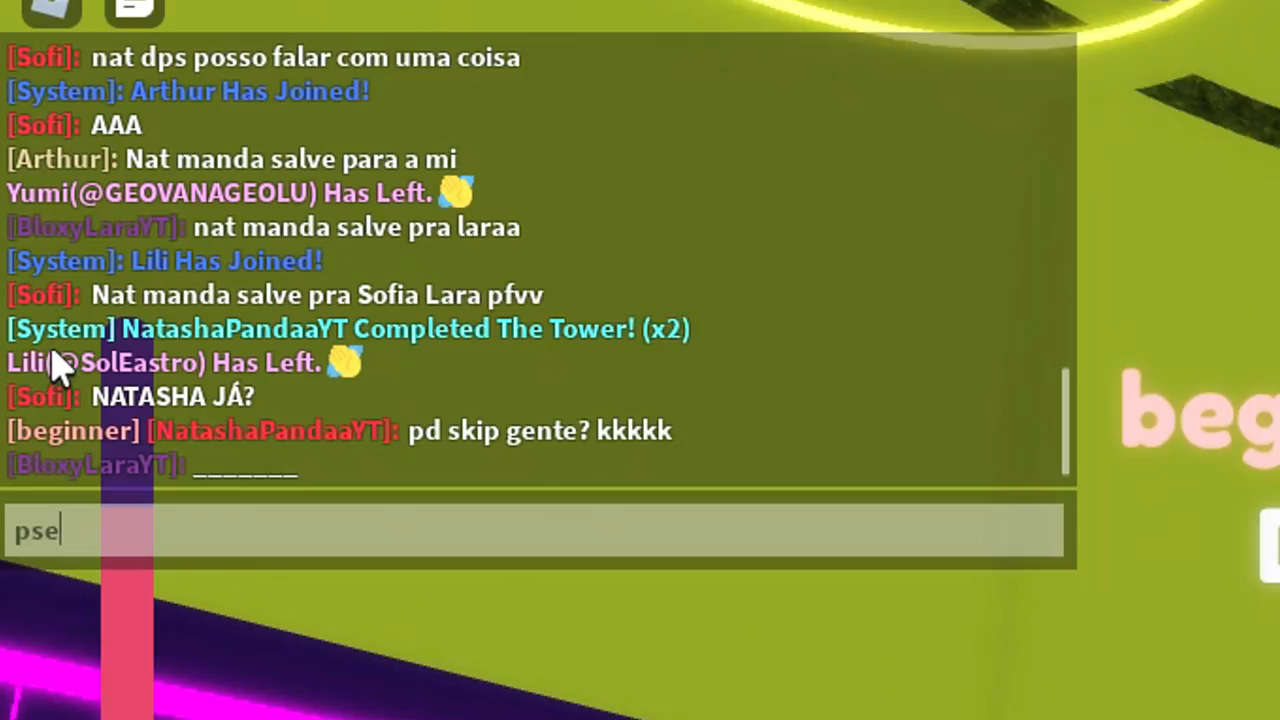 [Sofi]: nat dps posso falar com uma coisa
[System]: Arthur Has Joined!
[Sofi]: AAA
[Arthur]: Nat manda salve para a mi
Yumi(@GEOVANAGEOLU) Has Left. 👋
[BloxyLaraYT]: nat manda salve pra laraa
[System]: Lili Has Joined!
[Sofi]: Nat manda salve pra Sofia Lara pfvv
[System] NatashaPandaaYT Completed The Tower! (x2)
Lili(@SolEastro) Has Left. 👋
[Sofi]: NATASHA JÁ?
[beginner] [NatashaPandaaYT]: pd skip gente? kkkkk
[BloxyLaraYT]: _______
pse
beg